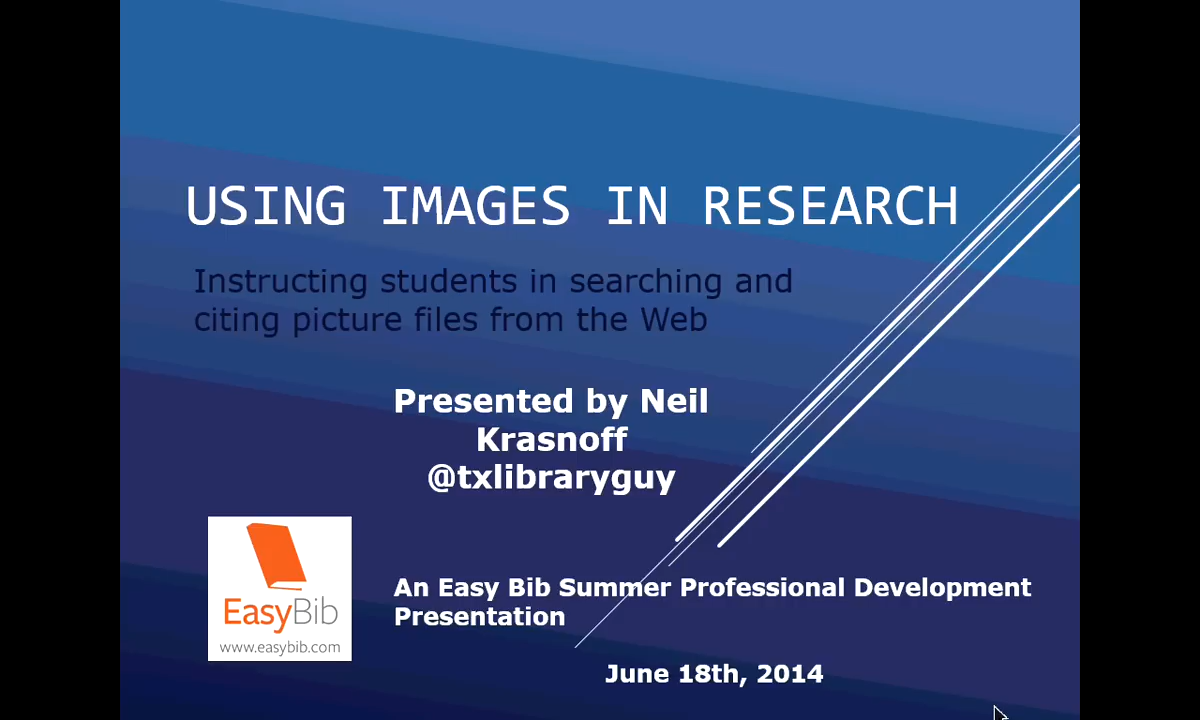 USING IMAGES IN RESEARCH
Instructing students in searching and
citing picture files from the Web
Presented by Neil
Krasnoff
@txlibraryguy
EasyBib
www.easybib.com
An Easy Bib Summer Professional Development
Presentation
June 18th, 2014